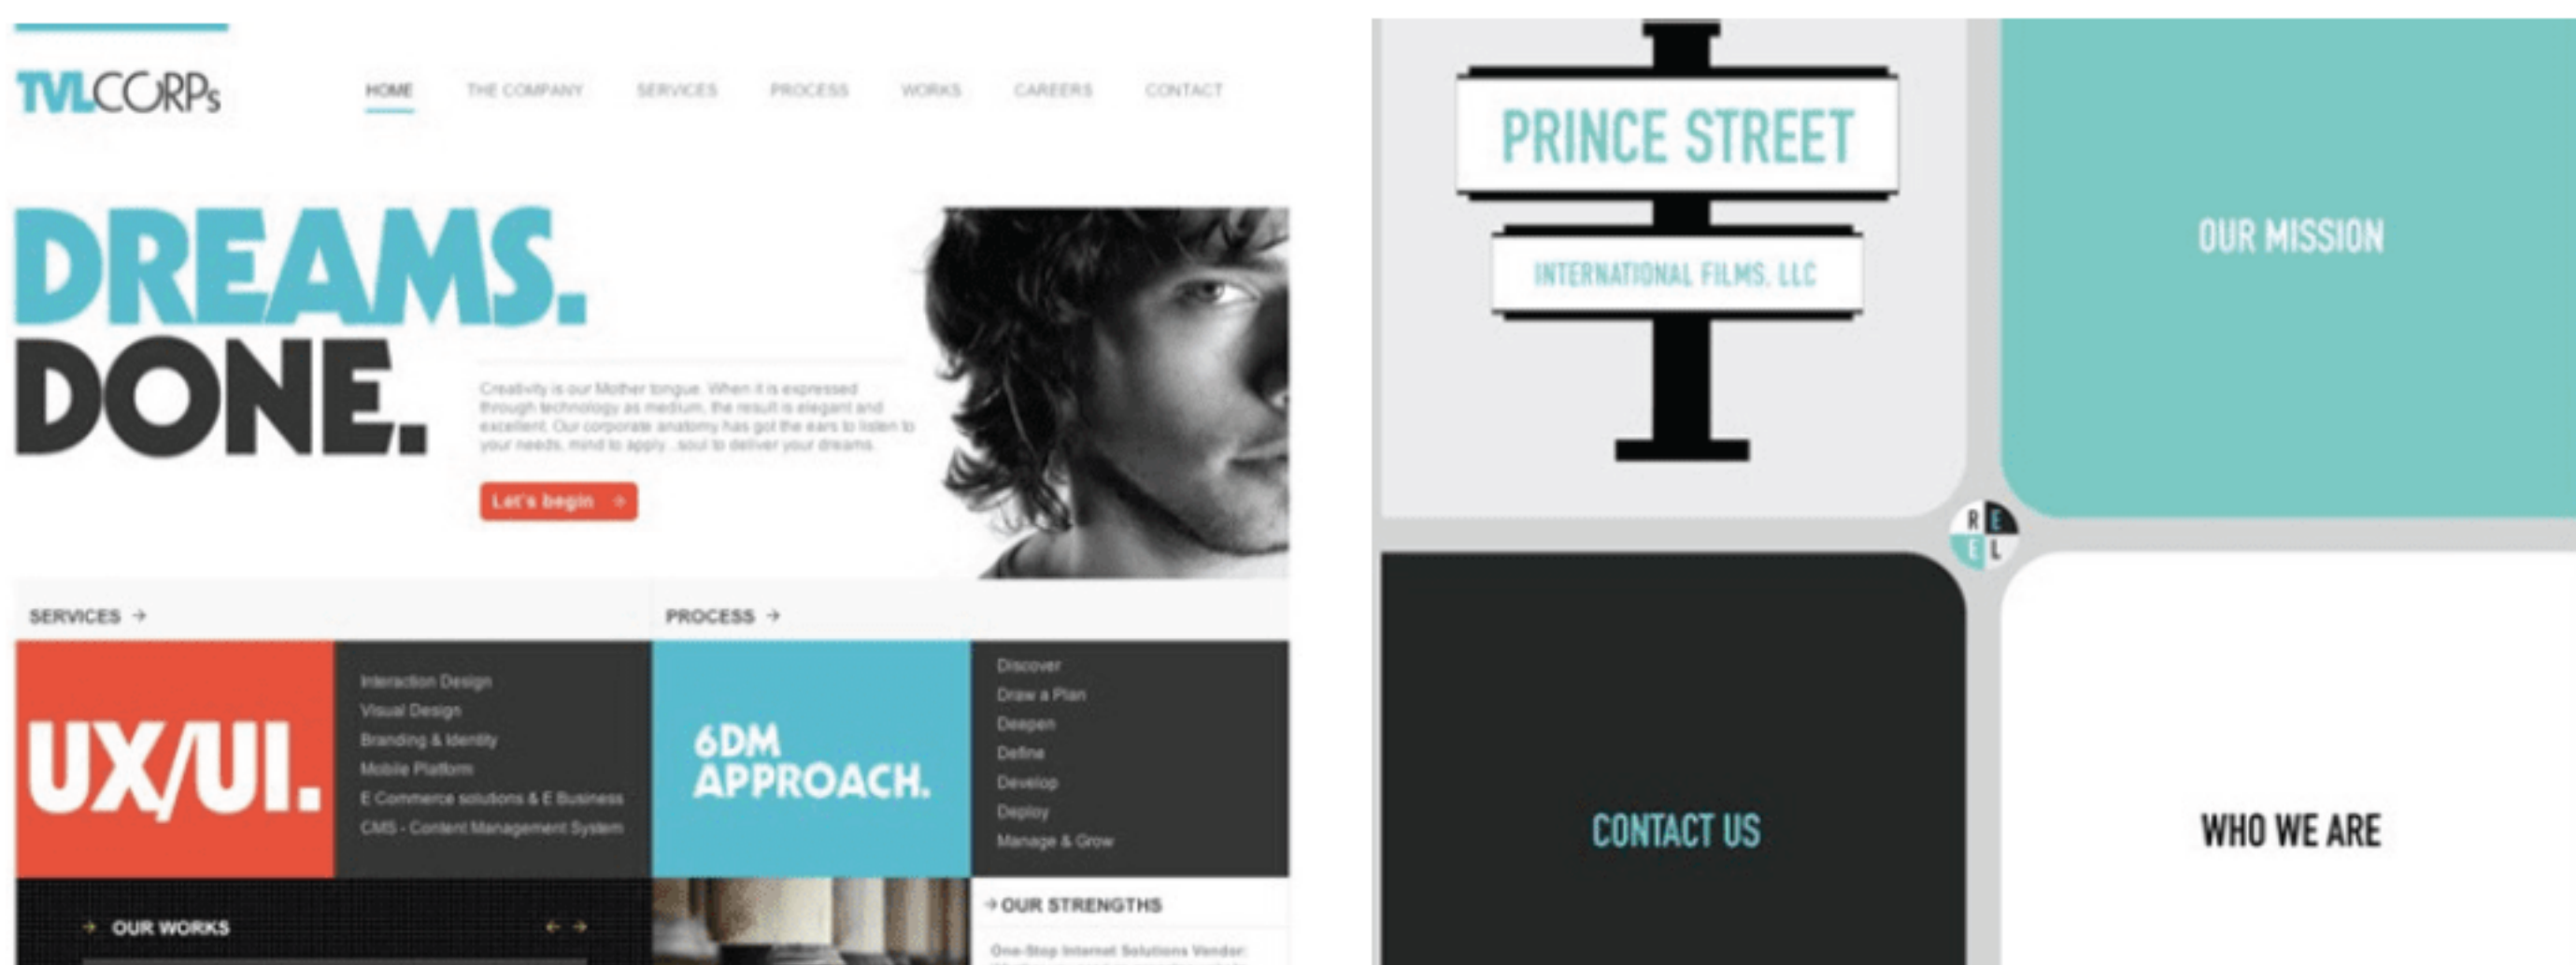 TVLCORPs
HOME THE COMPANY SERVICES PROCESS WORKS CAREERS CONTACT
DREAMS.
DONE.
Creativity is our Mother tongue. When it is expressed
through technology as medium, the result is elegant and
excellent. Our corporate anatomy has got the ears to listen to
your needs, mind to apply...soul to deliver your dreams.
Let's begin →
SERVICES →
UX/UI.
Interaction Design
Visual Design
Branding & Identity
Mobile Platform
E Commerce solutions & E Business
CMS - Content Management System
PROCESS →
6DM
APPROACH.
Discover
Draw a Plan
Deepen
Define
Develop
Deploy
Manage & Grow
→ OUR WORKS ← →
→ OUR STRENGTHS
One-Stop Internet Solutions Vendor:
PRINCE STREET
INTERNATIONAL FILMS, LLC
OUR MISSION
R E
E L
CONTACT US
WHO WE ARE